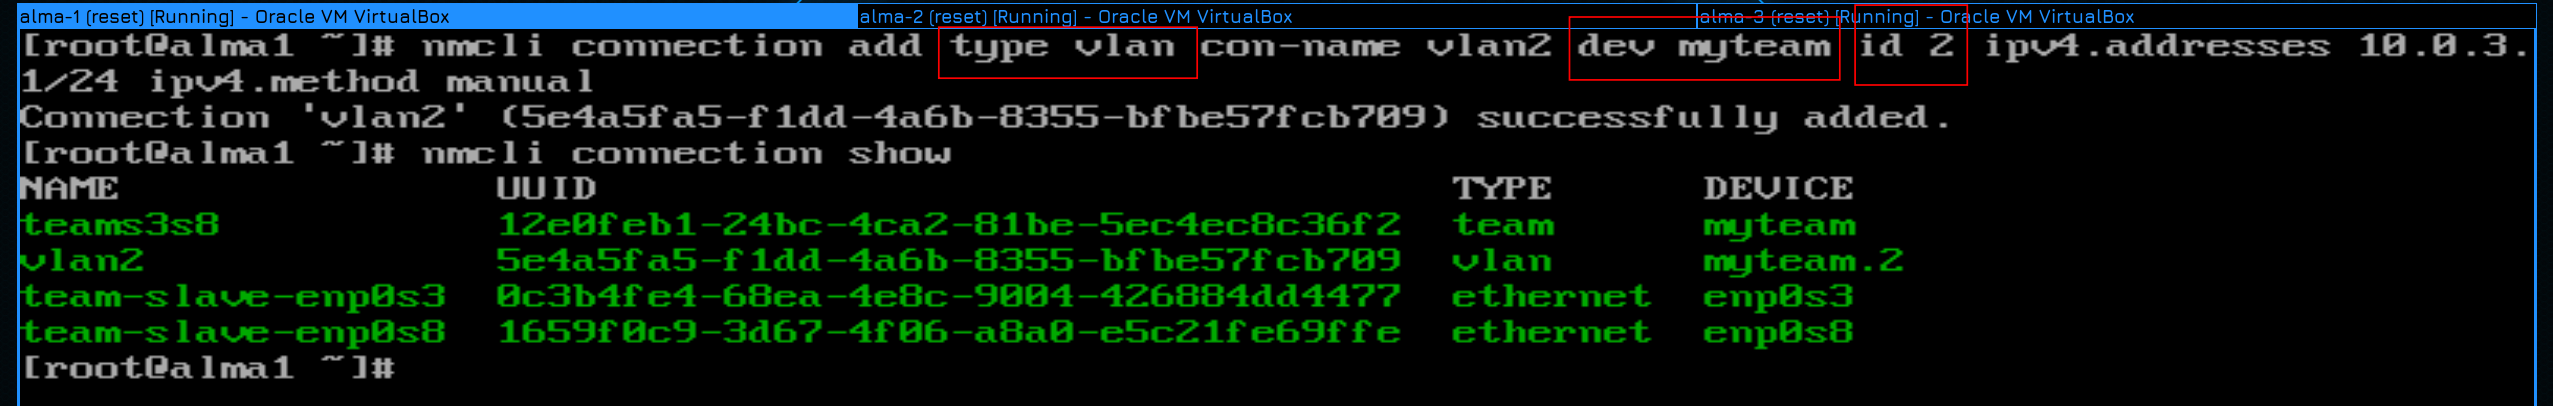 alma-1 (reset) [Running] - Oracle VM VirtualBox alma-2 (reset) [Running] - Oracle VM VirtualBox alma-3 (reset) [Running] - Oracle VM VirtualBox
[root@alma1 ~]# nmcli connection add type vlan con-name vlan2 dev myteam id 2 ipv4.addresses 10.0.3.
1/24 ipv4.method manual
Connection 'vlan2' (5e4a5fa5-f1dd-4a6b-8355-bfbe57fcb709) successfully added.
[root@alma1 ~]# nmcli connection show
NAME UUID TYPE DEVICE
teams3s8 12e0feb1-24bc-4ca2-81be-5ec4ec8c36f2 team myteam
vlan2 5e4a5fa5-f1dd-4a6b-8355-bfbe57fcb709 vlan myteam.2
team-slave-enp0s3 0c3b4fe4-68ea-4e8c-9004-426884dd4477 ethernet enp0s3
team-slave-enp0s8 1659f0c9-3d67-4f06-a8a0-e5c21fe69ffe ethernet enp0s8
[root@alma1 ~]#